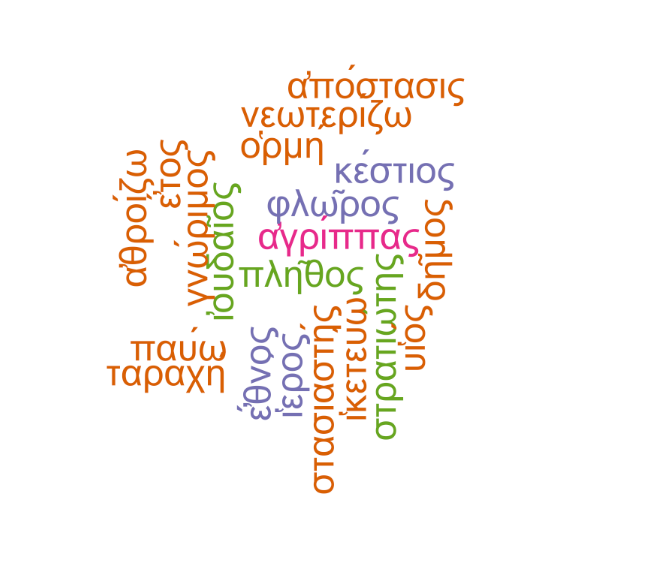 ἀπόστασις
νεωτερίζω
ὁρμή
κέστιος
φλῶρος
ἀγρίππας
πλῆθος
ἀθροίζω
ἔτος
γνώριμος
ἰουδαῖος
δῆμος
στρατιώτης
υἱός
παύω
ταραχή
ἔθνος
ἱερός
στασιαστής
ἱκετεύω